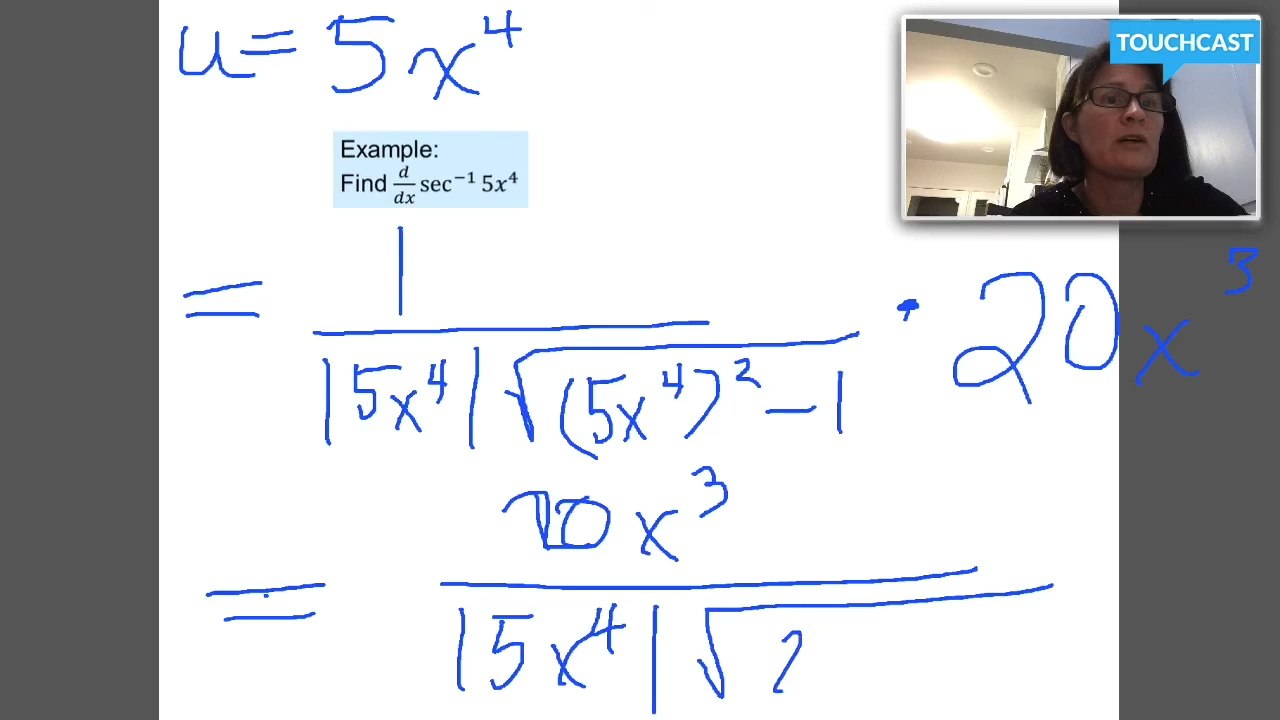 u = 5x⁴
TOUCHCAST
Example:
Find d/dx sec⁻¹ 5x⁴
= 1 / (|5x⁴| √((5x⁴)² − 1)) · 20x³
= 20x³ / (|5x⁴| √(2